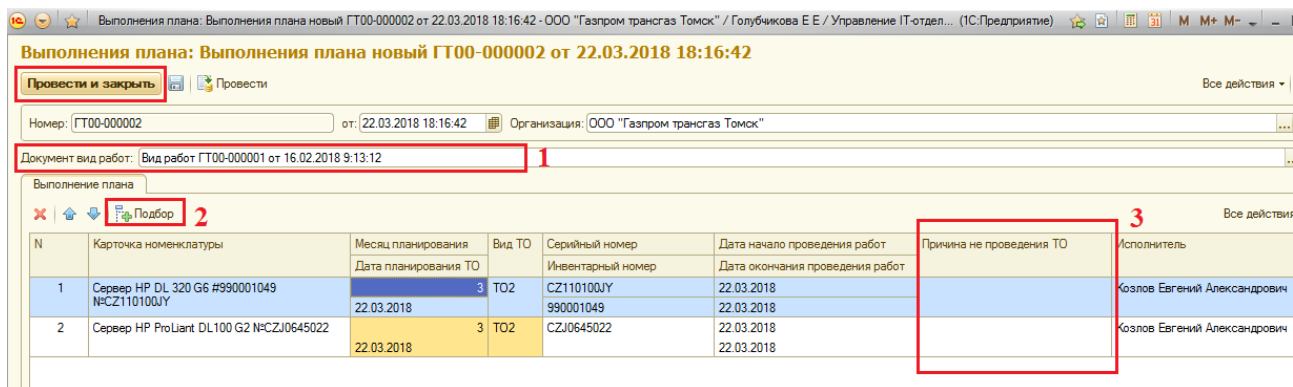 Выполнения плана: Выполнения плана новый ГТ00-000002 от 22.03.2018 18:16:42 - ООО "Газпром трансгаз Томск" / Голубчикова Е Е / Управление IT-отдел... (1С:Предприятие) M M+ M-
Выполнения плана: Выполнения плана новый ГТ00-000002 от 22.03.2018 18:16:42
Провести и закрыть Провести Все действия
Номер: ГТ00-000002 от: 22.03.2018 18:16:42 Организация: ООО "Газпром трансгаз Томск" ...
Документ вид работ: Вид работ ГТ00-000001 от 16.02.2018 9:13:12 1
Выполнение плана
Подбор 2 3 Все действия
N Карточка номенклатуры Месяц планирования Вид ТО Серийный номер Дата начало проведения работ Причина не проведения ТО Исполнитель
Дата планирования ТО Инвентарный номер Дата окончания проведения работ
1 Сервер HP DL 320 G6 #990001049 3 ТО2 CZ110100JY 22.03.2018 Козлов Евгений Александрович
№CZ110100JY 22.03.2018 990001049 22.03.2018
2 Сервер HP ProLiant DL100 G2 №CZJ0645022 3 ТО2 CZJ0645022 22.03.2018 Козлов Евгений Александрович
22.03.2018 22.03.2018